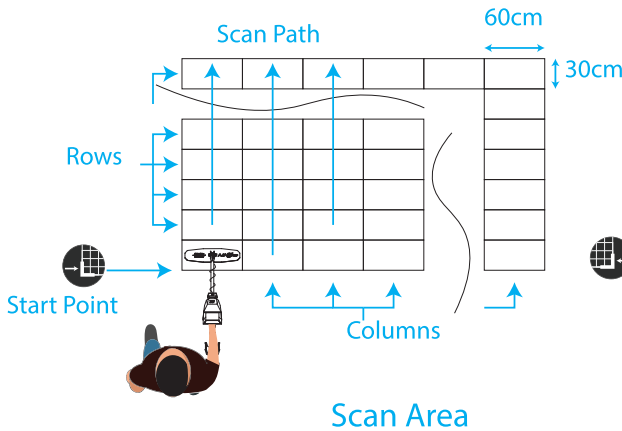 60cm
Scan Path
30cm
Rows
Start Point
Columns
Scan Area